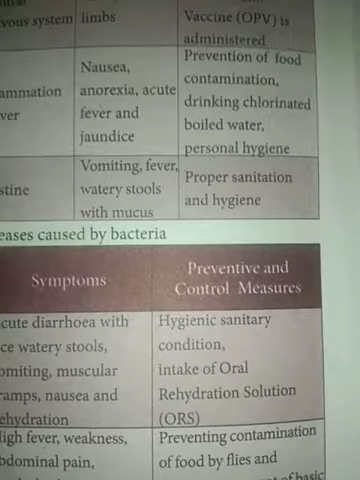 vous system limbs Vaccine (OPV) is
administered
Nausea, Prevention of food
anorexia, acute contamination,
ammation fever and drinking chlorinated
ver jaundice boiled water,
personal hygiene
Vomiting, fever,
stine watery stools Proper sanitation
with mucus and hygiene
eases caused by bacteria
Symptoms Preventive and
Control Measures
cute diarrhoea with Hygienic sanitary
ce watery stools, condition,
omiting, muscular intake of Oral
ramps, nausea and Rehydration Solution
ehydration (ORS)
igh fever, weakness, Preventing contamination
bdominal pain, of food by flies and
of basic